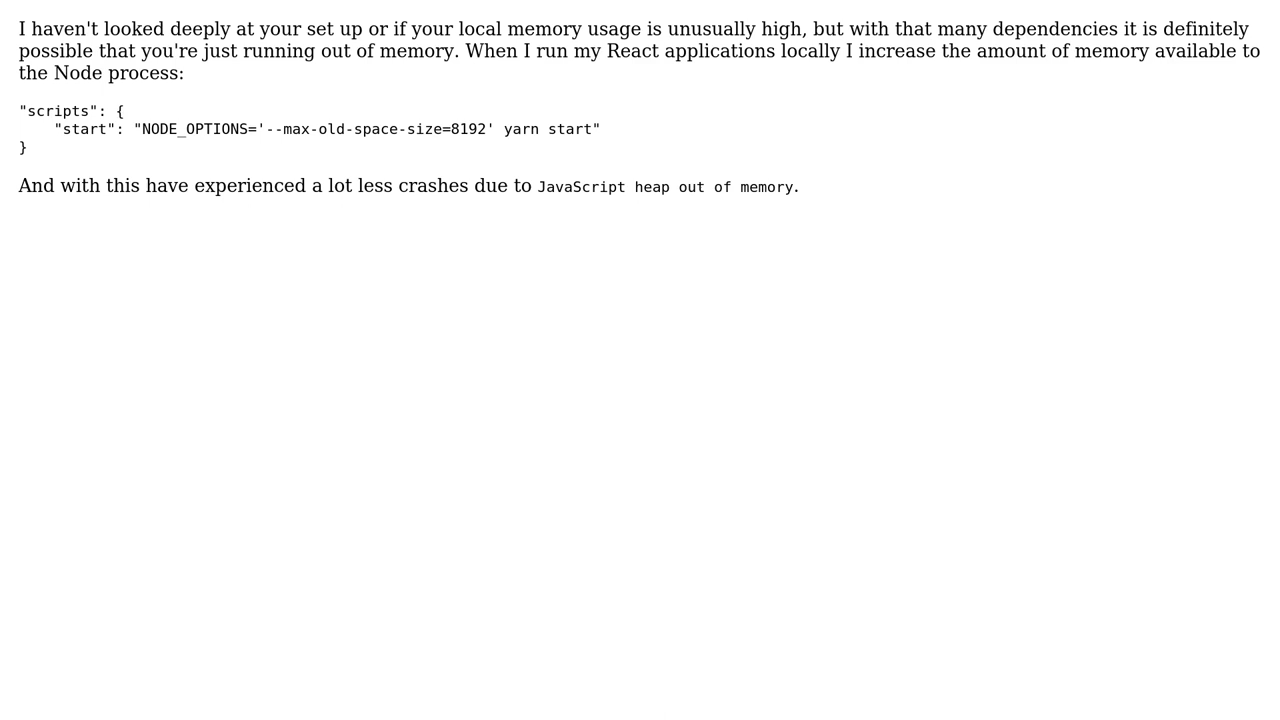 I haven't looked deeply at your set up or if your local memory usage is unusually high, but with that many dependencies it is definitely
possible that you're just running out of memory. When I run my React applications locally I increase the amount of memory available to
the Node process:
"scripts": {
    "start": "NODE_OPTIONS='--max-old-space-size=8192' yarn start"
}
And with this have experienced a lot less crashes due to JavaScript heap out of memory.